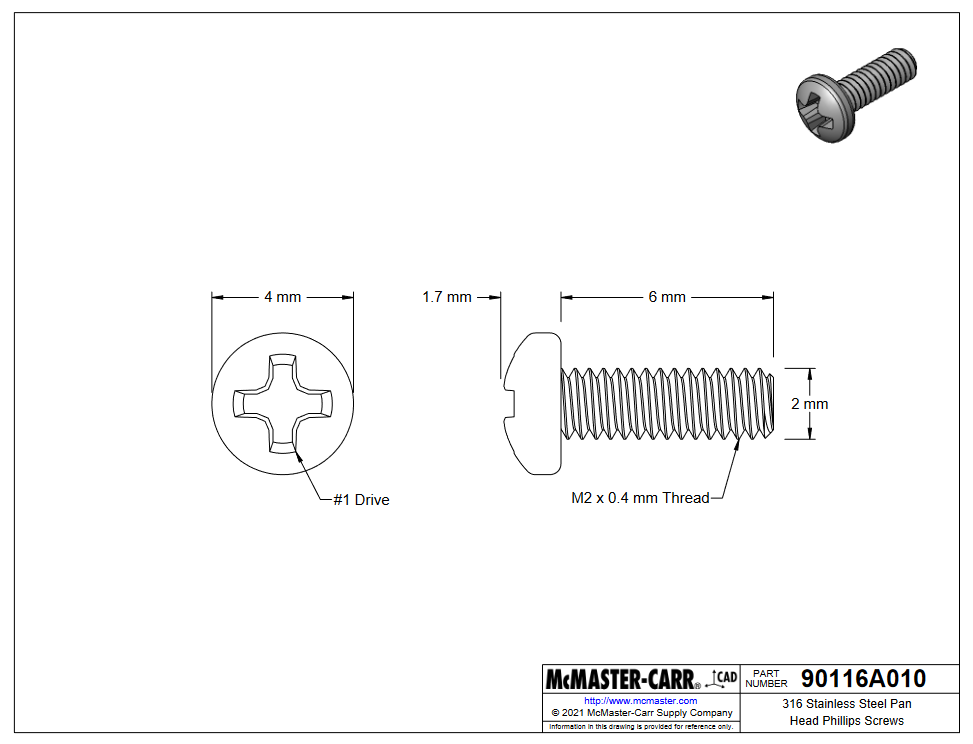 4 mm
1.7 mm
6 mm
2 mm
#1 Drive
M2 x 0.4 mm Thread
McMASTER-CARR® CAD
http://www.mcmaster.com
© 2021 McMaster-Carr Supply Company
Information in this drawing is provided for reference only.
PART
NUMBER
90116A010
316 Stainless Steel Pan
Head Phillips Screws